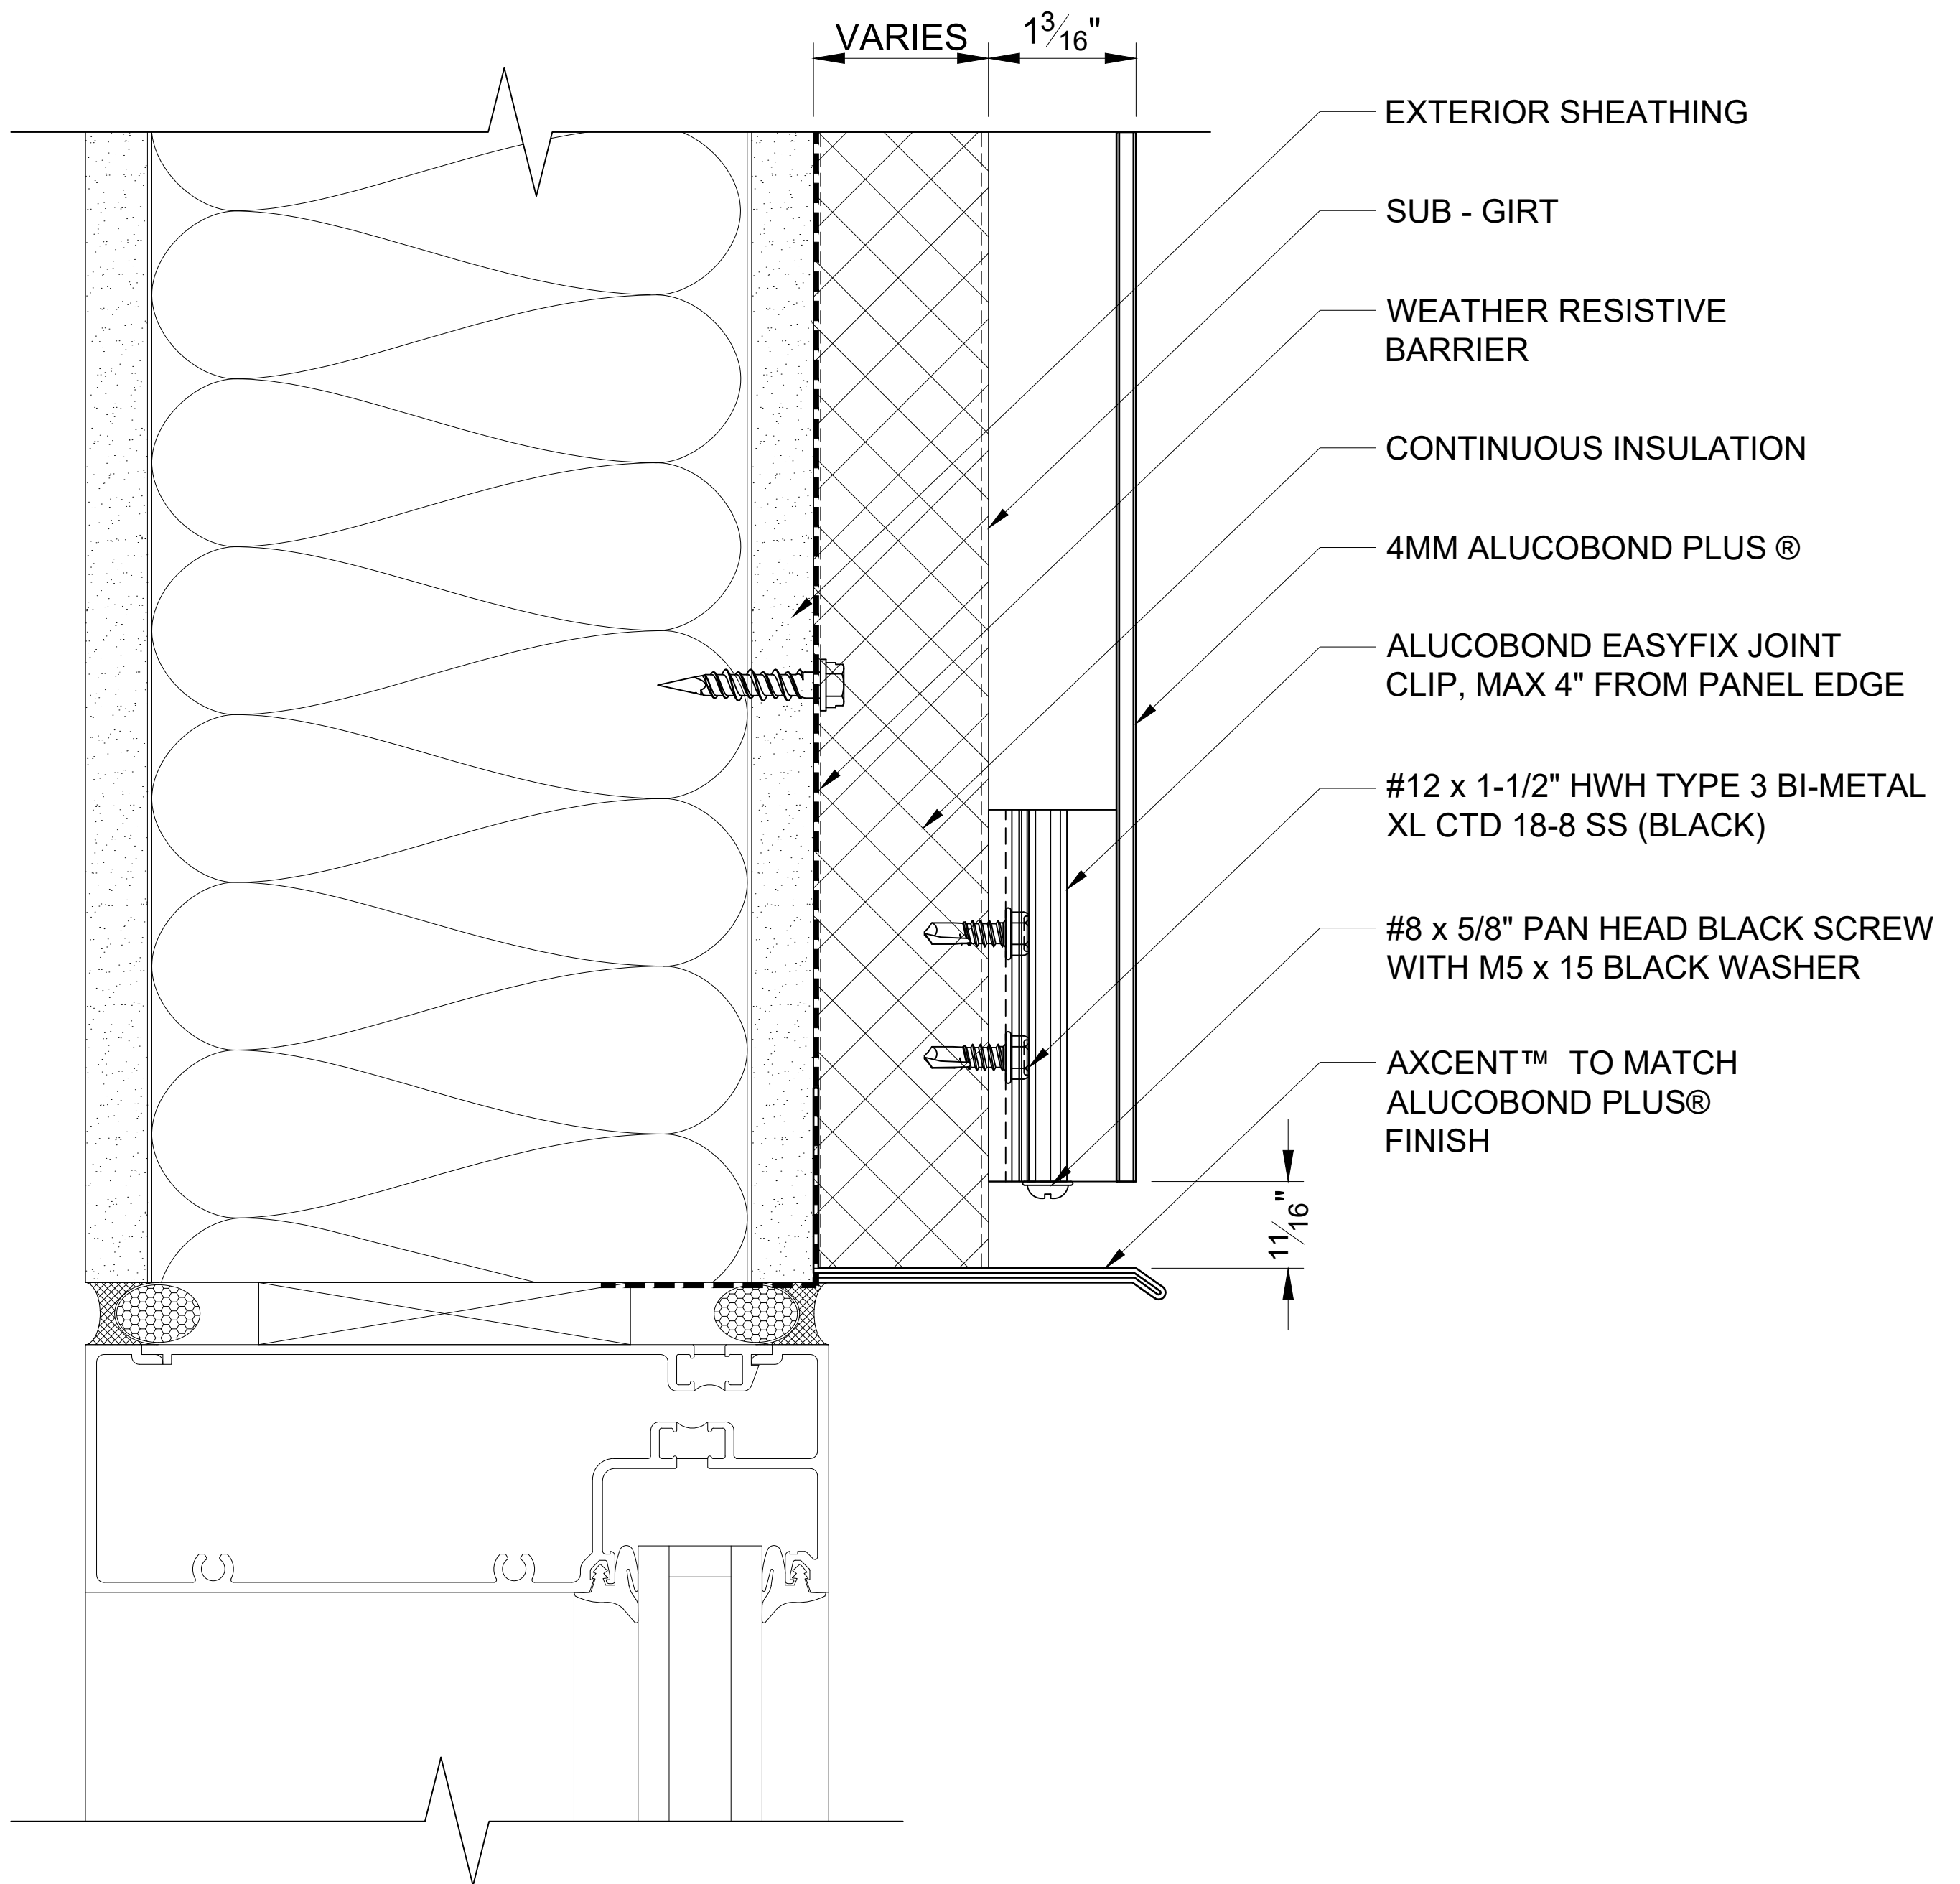 VARIES
1 3/16"
EXTERIOR SHEATHING
SUB - GIRT
WEATHER RESISTIVE
BARRIER
CONTINUOUS INSULATION
4MM ALUCOBOND PLUS ®
ALUCOBOND EASYFIX JOINT
CLIP, MAX 4" FROM PANEL EDGE
#12 x 1-1/2" HWH TYPE 3 BI-METAL
XL CTD 18-8 SS (BLACK)
#8 x 5/8" PAN HEAD BLACK SCREW
WITH M5 x 15 BLACK WASHER
AXCENT™ TO MATCH
ALUCOBOND PLUS®
FINISH
11/16"